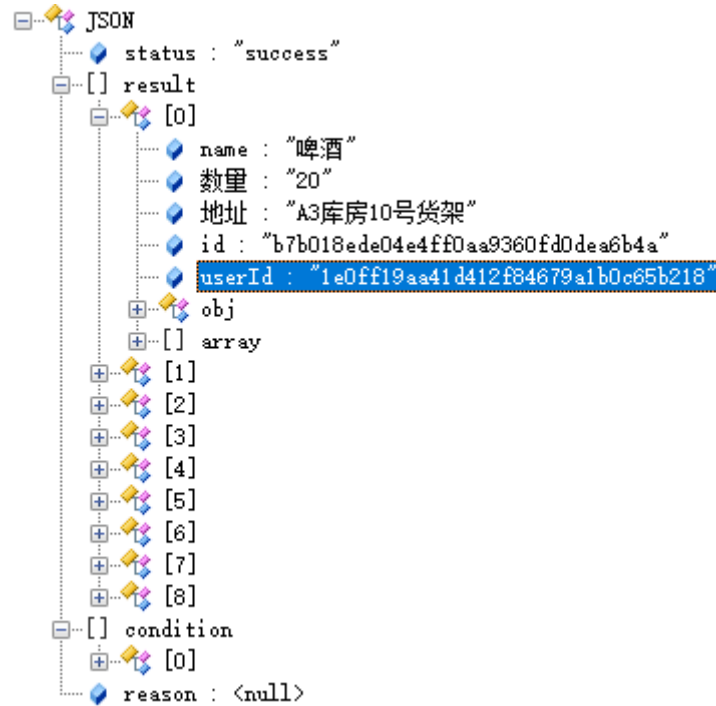 JSON
status : "success"
[] result
[0]
name : "啤酒"
数量 : "20"
地址 : "A3库房10号货架"
id : "b7b018ede04e4ff0aa9360fd0dea6b4a"
userId : "1e0ff19aa41d412f84679a1b0c65b218"
obj
[] array
[1]
[2]
[3]
[4]
[5]
[6]
[7]
[8]
[] condition
[0]
reason : <null>